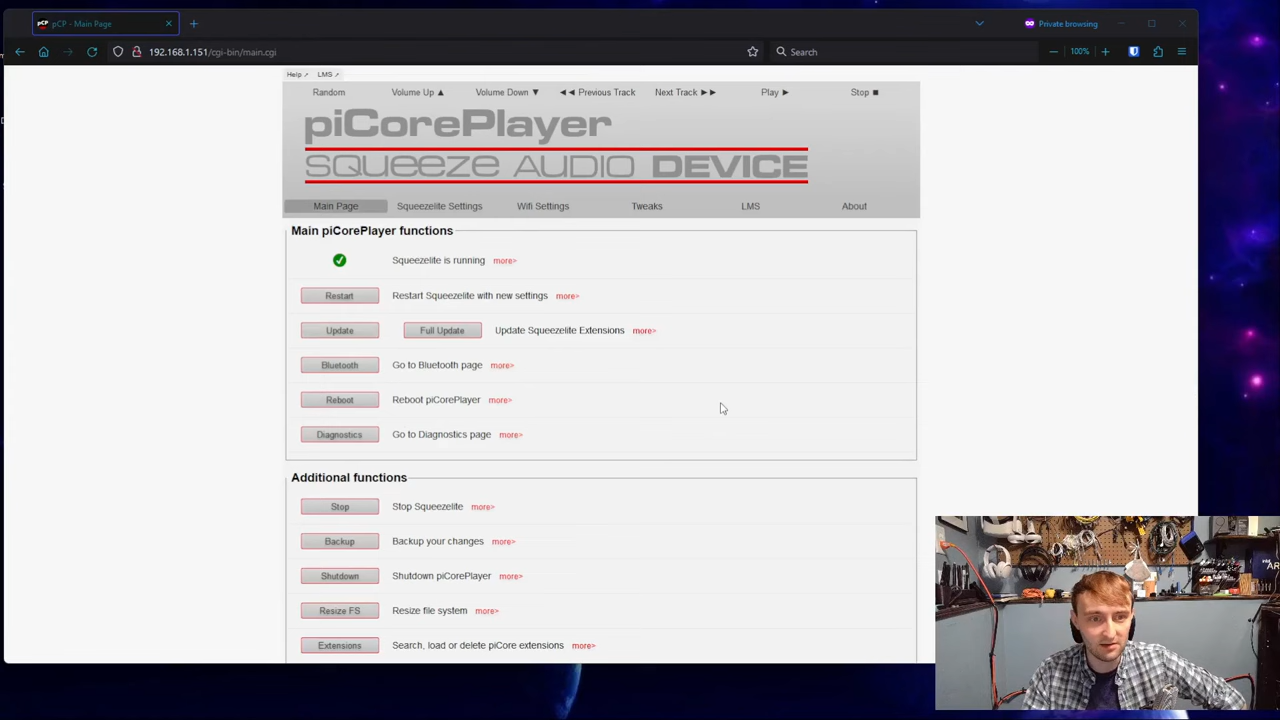 pCP - Main Page
Private browsing
192.168.1.151/cgi-bin/main.cgi
100%
Search
Help
LMS
Random
Volume Up ▲
Volume Down ▼
◄◄ Previous Track
Next Track ►►
Play ►
Stop ■
piCorePlayer
SQUEEZE AUDIO DEVICE
Main Page
Squeezelite Settings
Wifi Settings
Tweaks
LMS
About
Main piCorePlayer functions
Squeezelite is running more>
Restart
Restart Squeezelite with new settings more>
Update
Full Update
Update Squeezelite Extensions more>
Bluetooth
Go to Bluetooth page more>
Reboot
Reboot piCorePlayer more>
Diagnostics
Go to Diagnostics page more>
Additional functions
Stop
Stop Squeezelite more>
Backup
Backup your changes more>
Shutdown
Shutdown piCorePlayer more>
Resize FS
Resize file system more>
Extensions
Search, load or delete piCore extensions more>